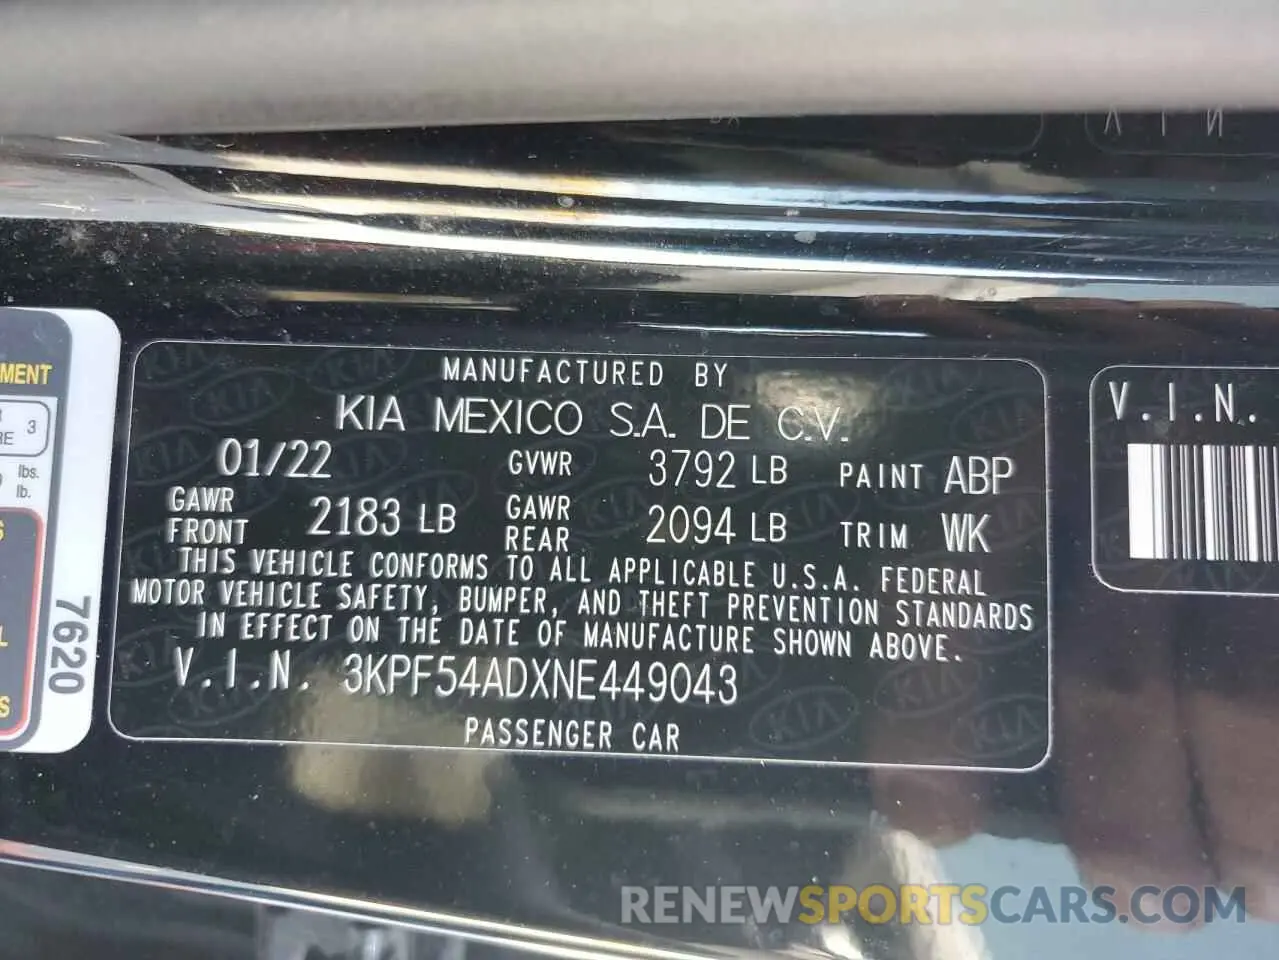 MANUFACTURED BY
KIA MEXICO S.A. DE C.V.
01/22 GVWR 3792 LB PAINT ABP
GAWR FRONT 2183 LB GAWR REAR 2094 LB TRIM WK
THIS VEHICLE CONFORMS TO ALL APPLICABLE U.S.A. FEDERAL
MOTOR VEHICLE SAFETY, BUMPER, AND THEFT PREVENTION STANDARDS
IN EFFECT ON THE DATE OF MANUFACTURE SHOWN ABOVE.
V.I.N. 3KPF54ADXNE449043
PASSENGER CAR
V.I.N.
3
lbs.
lb.
7620
RENEWSPORTSCARS.COM